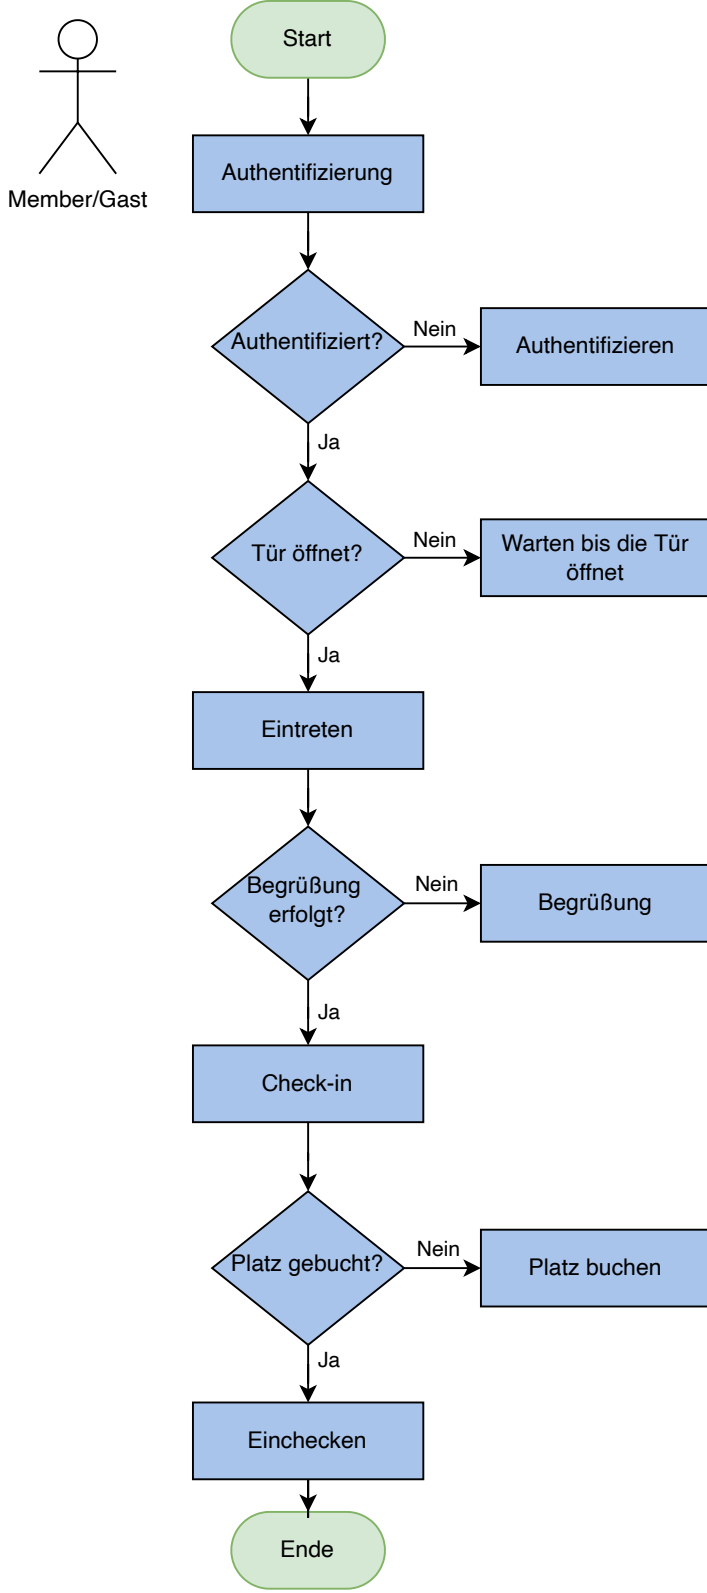 Start
Member/Gast
Authentifizierung
Authentifiziert?
Nein
Authentifizieren
Ja
Tür öffnet?
Nein
Warten bis die Tür
öffnet
Ja
Eintreten
Begrüßung
erfolgt?
Nein
Begrüßung
Ja
Check-in
Platz gebucht?
Nein
Platz buchen
Ja
Einchecken
Ende